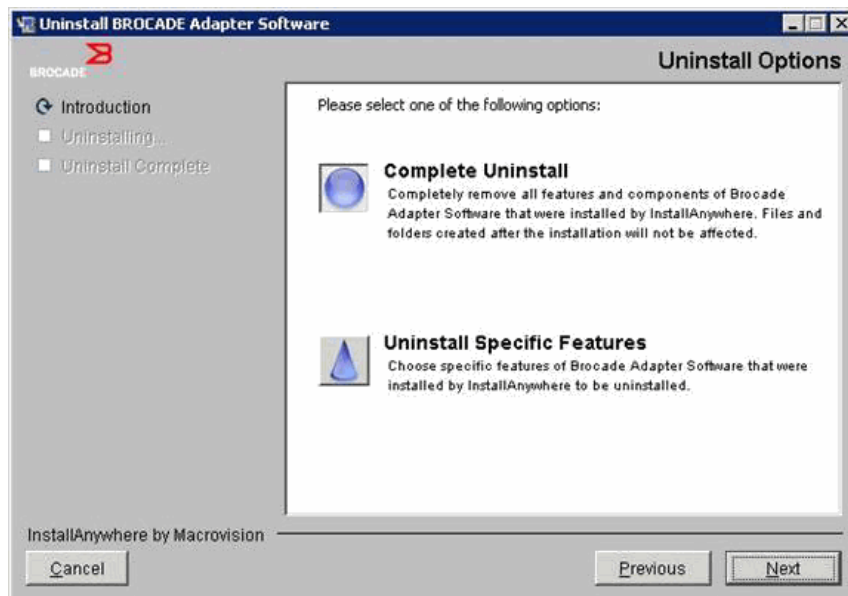 Uninstall BROCADE Adapter Software
BROCADE
Uninstall Options
Introduction
Uninstalling...
Uninstall Complete
Please select one of the following options:
Complete Uninstall
Completely remove all features and components of Brocade
Adapter Software that were installed by InstallAnywhere. Files and
folders created after the installation will not be affected.
Uninstall Specific Features
Choose specific features of Brocade Adapter Software that were
installed by InstallAnywhere to be uninstalled.
InstallAnywhere by Macrovision
Cancel
Previous
Next